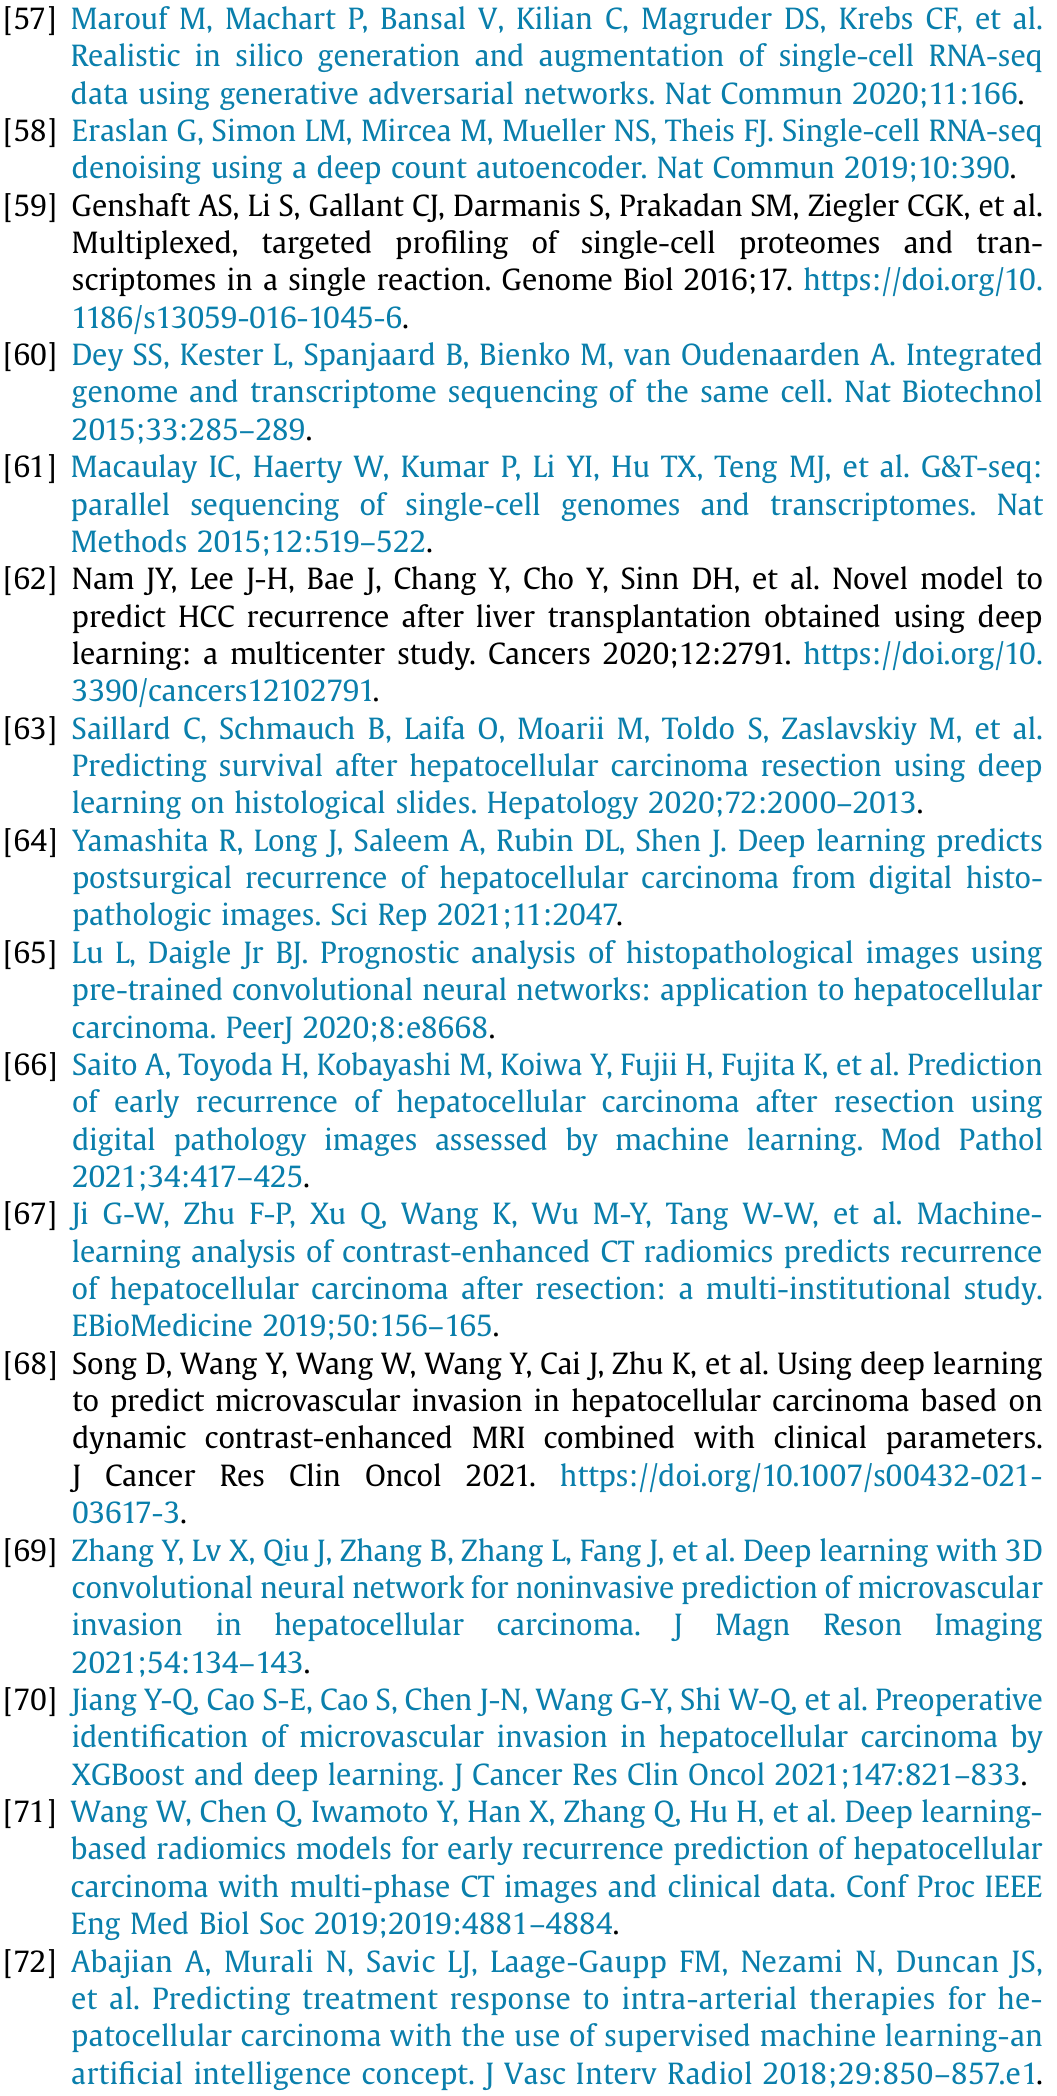 [57] Marouf M, Machart P, Bansal V, Kilian C, Magruder DS, Krebs CF, et al.
Realistic in silico generation and augmentation of single-cell RNA-seq
data using generative adversarial networks. Nat Commun 2020;11:166.
[58] Eraslan G, Simon LM, Mircea M, Mueller NS, Theis FJ. Single-cell RNA-seq
denoising using a deep count autoencoder. Nat Commun 2019;10:390.
[59] Genshaft AS, Li S, Gallant CJ, Darmanis S, Prakadan SM, Ziegler CGK, et al.
Multiplexed, targeted profiling of single-cell proteomes and tran-
scriptomes in a single reaction. Genome Biol 2016;17. https://doi.org/10.
1186/s13059-016-1045-6.
[60] Dey SS, Kester L, Spanjaard B, Bienko M, van Oudenaarden A. Integrated
genome and transcriptome sequencing of the same cell. Nat Biotechnol
2015;33:285–289.
[61] Macaulay IC, Haerty W, Kumar P, Li YI, Hu TX, Teng MJ, et al. G&T-seq:
parallel sequencing of single-cell genomes and transcriptomes. Nat
Methods 2015;12:519–522.
[62] Nam JY, Lee J-H, Bae J, Chang Y, Cho Y, Sinn DH, et al. Novel model to
predict HCC recurrence after liver transplantation obtained using deep
learning: a multicenter study. Cancers 2020;12:2791. https://doi.org/10.
3390/cancers12102791.
[63] Saillard C, Schmauch B, Laifa O, Moarii M, Toldo S, Zaslavskiy M, et al.
Predicting survival after hepatocellular carcinoma resection using deep
learning on histological slides. Hepatology 2020;72:2000–2013.
[64] Yamashita R, Long J, Saleem A, Rubin DL, Shen J. Deep learning predicts
postsurgical recurrence of hepatocellular carcinoma from digital histo-
pathologic images. Sci Rep 2021;11:2047.
[65] Lu L, Daigle Jr BJ. Prognostic analysis of histopathological images using
pre-trained convolutional neural networks: application to hepatocellular
carcinoma. PeerJ 2020;8:e8668.
[66] Saito A, Toyoda H, Kobayashi M, Koiwa Y, Fujii H, Fujita K, et al. Prediction
of early recurrence of hepatocellular carcinoma after resection using
digital pathology images assessed by machine learning. Mod Pathol
2021;34:417–425.
[67] Ji G-W, Zhu F-P, Xu Q, Wang K, Wu M-Y, Tang W-W, et al. Machine-
learning analysis of contrast-enhanced CT radiomics predicts recurrence
of hepatocellular carcinoma after resection: a multi-institutional study.
EBioMedicine 2019;50:156–165.
[68] Song D, Wang Y, Wang W, Wang Y, Cai J, Zhu K, et al. Using deep learning
to predict microvascular invasion in hepatocellular carcinoma based on
dynamic contrast-enhanced MRI combined with clinical parameters.
J Cancer Res Clin Oncol 2021. https://doi.org/10.1007/s00432-021-
03617-3.
[69] Zhang Y, Lv X, Qiu J, Zhang B, Zhang L, Fang J, et al. Deep learning with 3D
convolutional neural network for noninvasive prediction of microvascular
invasion in hepatocellular carcinoma. J Magn Reson Imaging
2021;54:134–143.
[70] Jiang Y-Q, Cao S-E, Cao S, Chen J-N, Wang G-Y, Shi W-Q, et al. Preoperative
identification of microvascular invasion in hepatocellular carcinoma by
XGBoost and deep learning. J Cancer Res Clin Oncol 2021;147:821–833.
[71] Wang W, Chen Q, Iwamoto Y, Han X, Zhang Q, Hu H, et al. Deep learning-
based radiomics models for early recurrence prediction of hepatocellular
carcinoma with multi-phase CT images and clinical data. Conf Proc IEEE
Eng Med Biol Soc 2019;2019:4881–4884.
[72] Abajian A, Murali N, Savic LJ, Laage-Gaupp FM, Nezami N, Duncan JS,
et al. Predicting treatment response to intra-arterial therapies for he-
patocellular carcinoma with the use of supervised machine learning-an
artificial intelligence concept. J Vasc Interv Radiol 2018;29:850–857.e1.